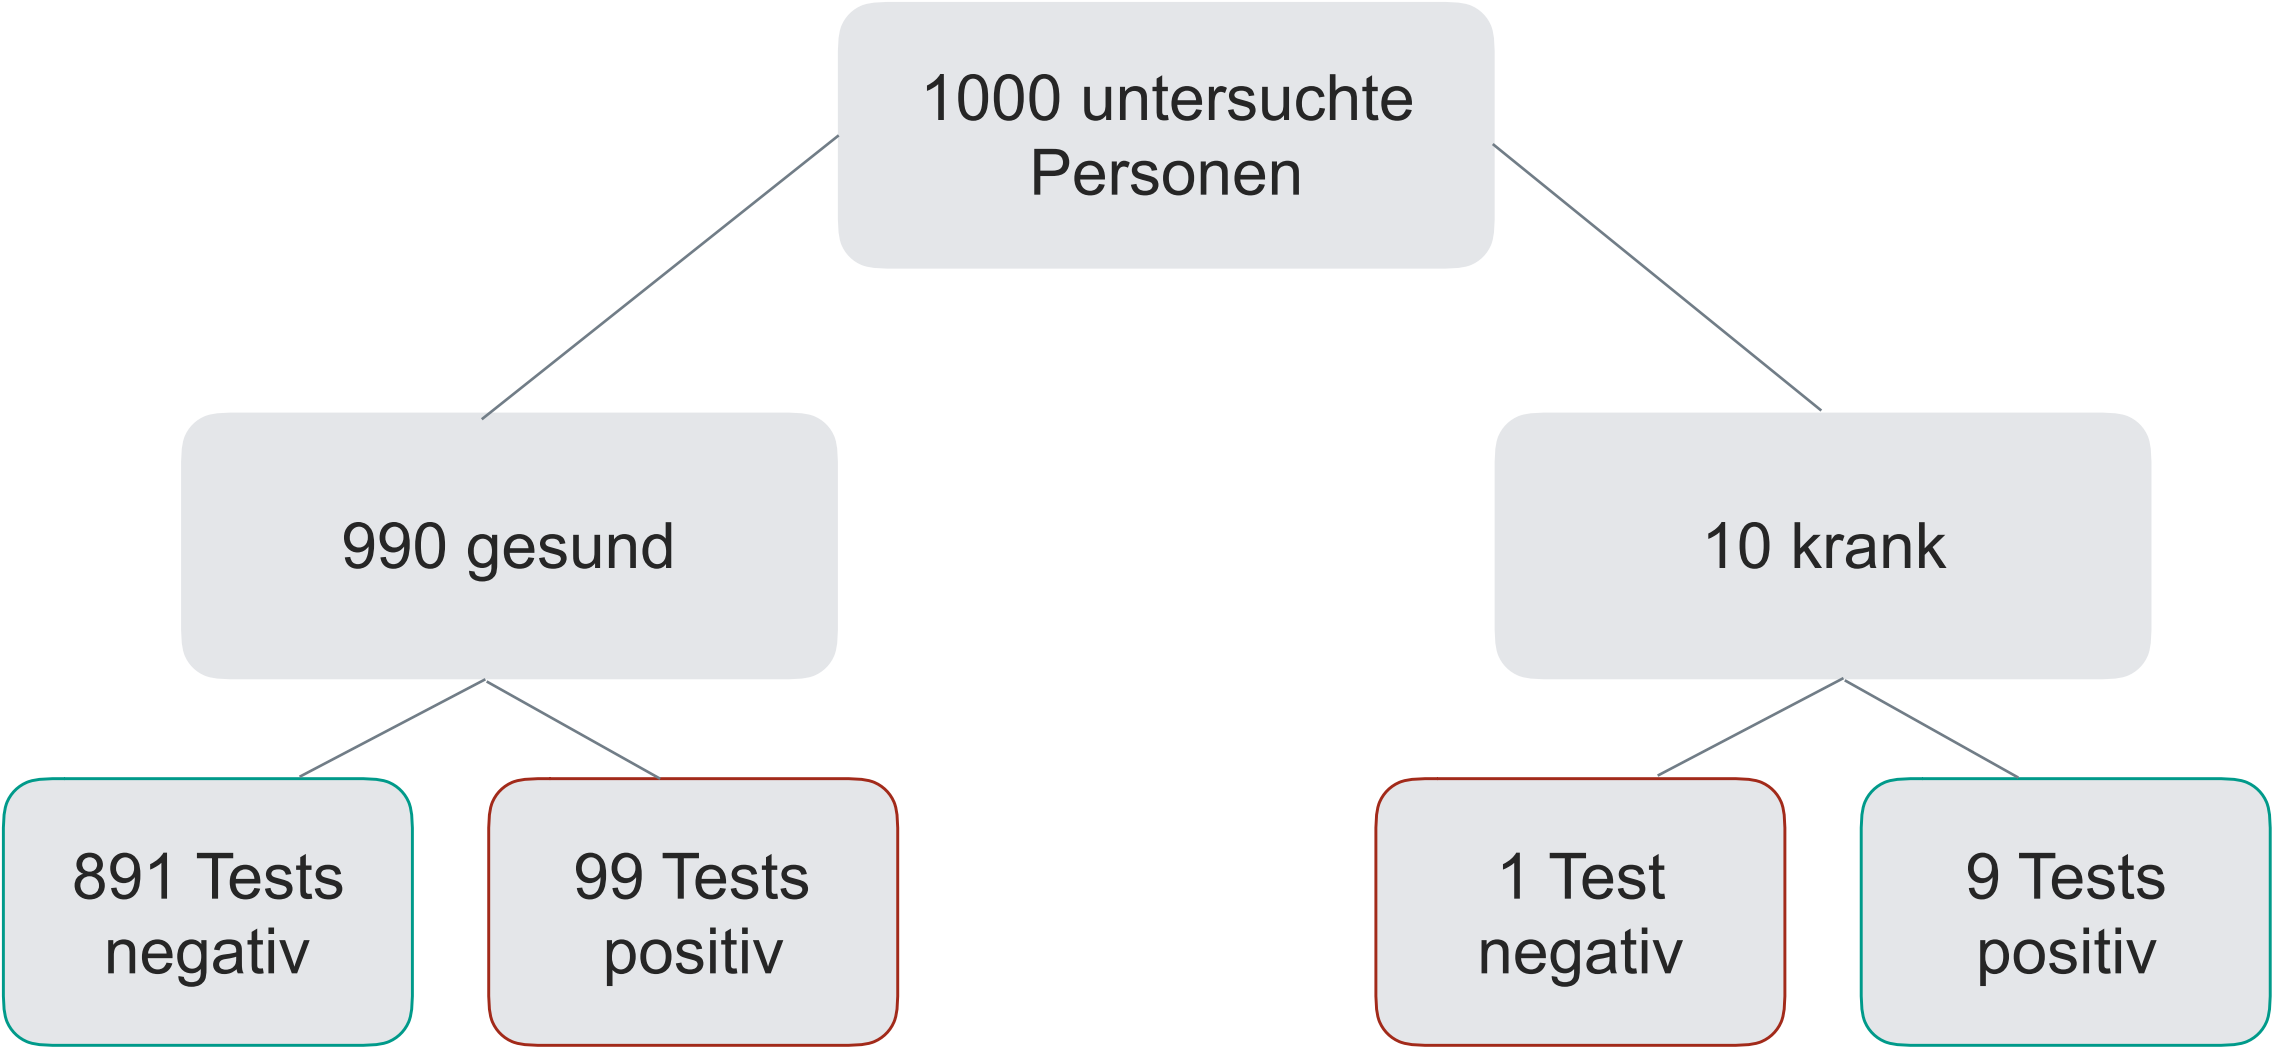 1000 untersuchte
Personen
990 gesund
10 krank
891 Tests
negativ
99 Tests
positiv
1 Test
negativ
9 Tests
positiv